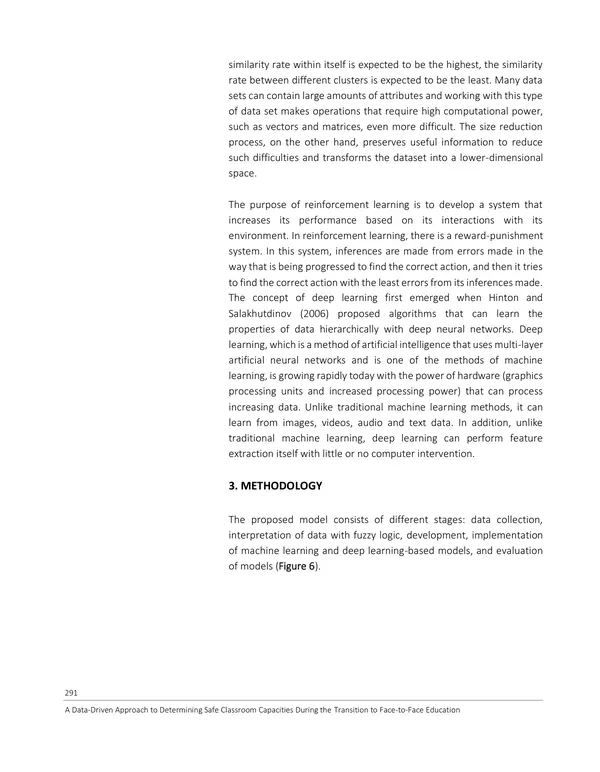 similarity rate within itself is expected to be the highest, the similarity
rate between different clusters is expected to be the least. Many data
sets can contain large amounts of attributes and working with this type
of data set makes operations that require high computational power,
such as vectors and matrices, even more difficult. The size reduction
process, on the other hand, preserves useful information to reduce
such difficulties and transforms the dataset into a lower-dimensional
space.
The purpose of reinforcement learning is to develop a system that
increases its performance based on its interactions with its
environment. In reinforcement learning, there is a reward-punishment
system. In this system, inferences are made from errors made in the
way that is being progressed to find the correct action, and then it tries
to find the correct action with the least errors from its inferences made.
The concept of deep learning first emerged when Hinton and
Salakhutdinov (2006) proposed algorithms that can learn the
properties of data hierarchically with deep neural networks. Deep
learning, which is a method of artificial intelligence that uses multi-layer
artificial neural networks and is one of the methods of machine
learning, is growing rapidly today with the power of hardware (graphics
processing units and increased processing power) that can process
increasing data. Unlike traditional machine learning methods, it can
learn from images, videos, audio and text data. In addition, unlike
traditional machine learning, deep learning can perform feature
extraction itself with little or no computer intervention.
3. METHODOLOGY
The proposed model consists of different stages: data collection,
interpretation of data with fuzzy logic, development, implementation
of machine learning and deep learning-based models, and evaluation
of models (Figure 6).
291
A Data-Driven Approach to Determining Safe Classroom Capacities During the Transition to Face-to-Face Education